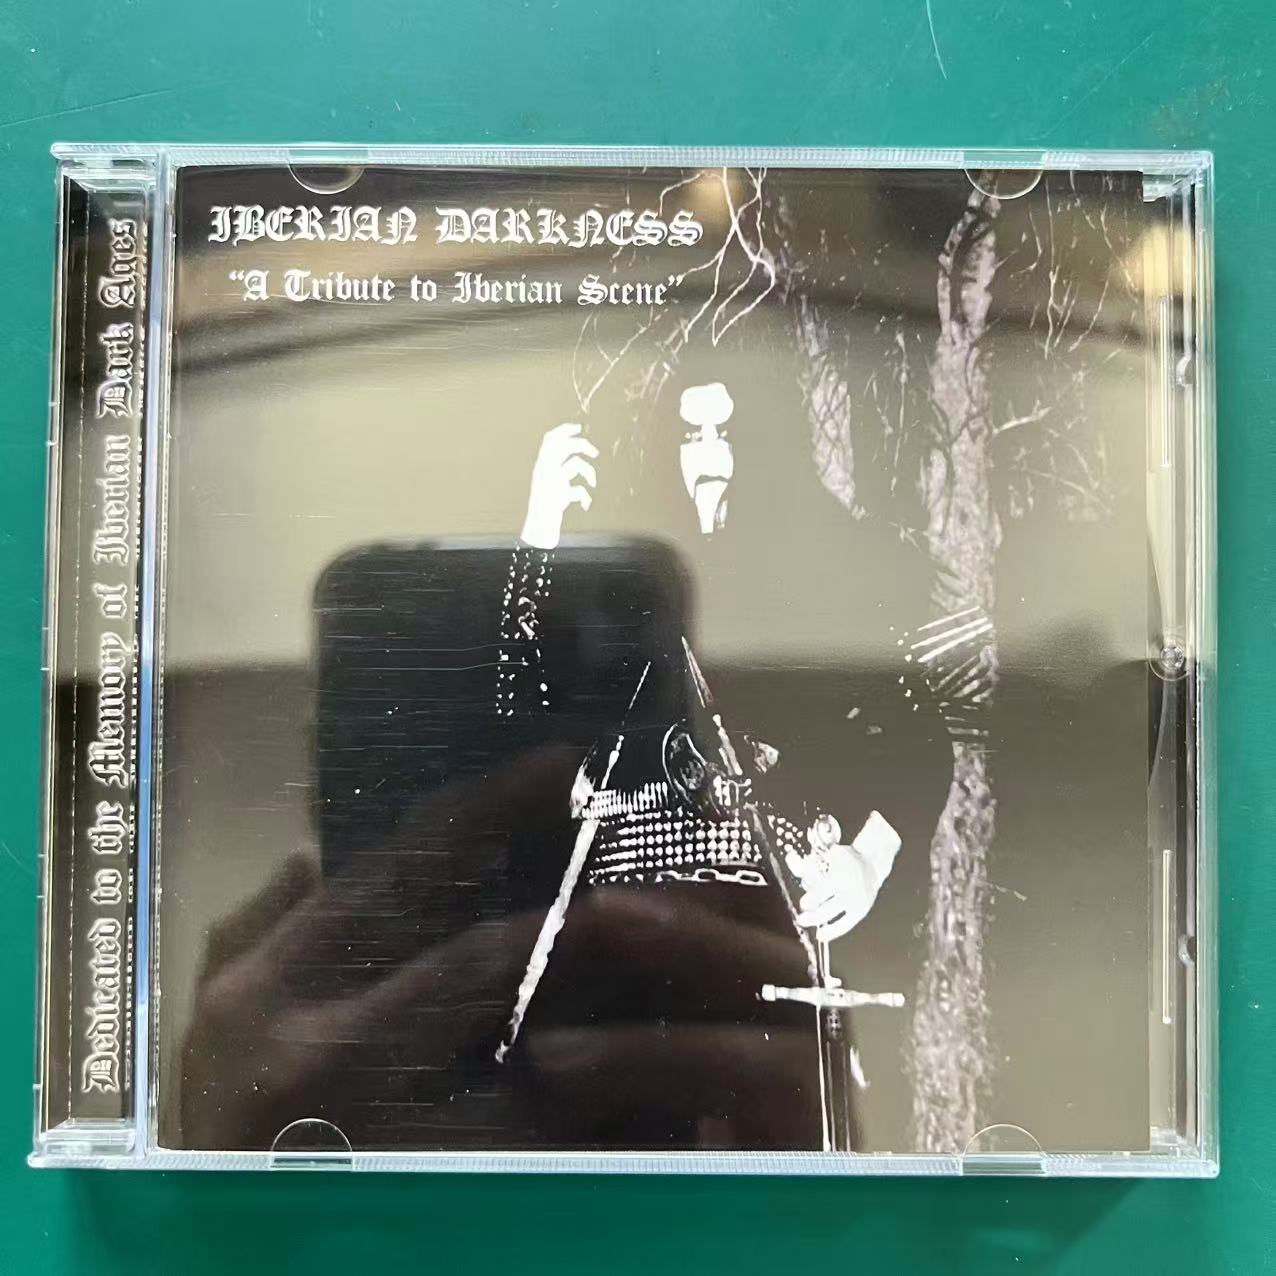 IBERIAN DARKNESS
“A Tribute to Iberian Scene”
Dedicated to the Memory of Iberian Dark Ages